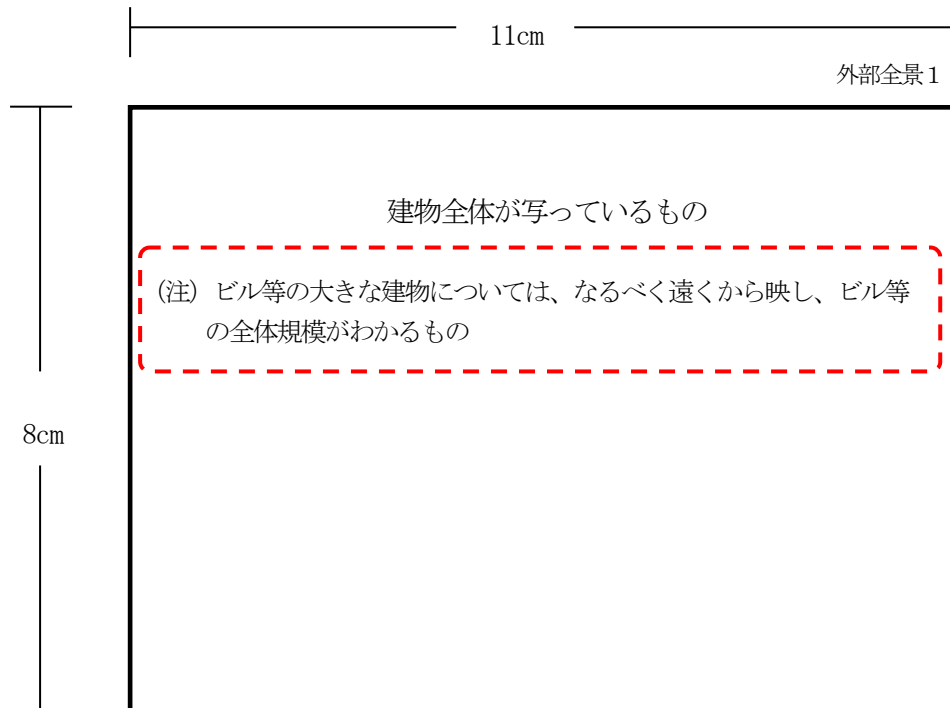 11cm
外部全景１
建物全体が写っているもの
（注） ビル等の大きな建物については、なるべく遠くから映し、ビル等
の全体規模がわかるもの
8cm